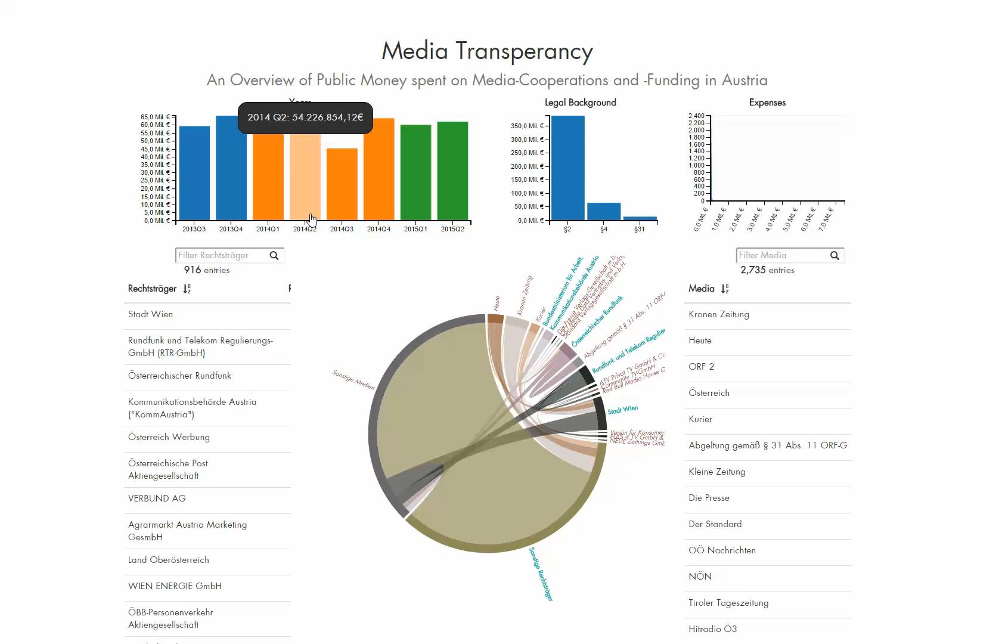 Media Transperancy
An Overview of Public Money spent on Media-Cooperations and -Funding in Austria
2014 Q2: 54.226.854,12€
65,0 Mil. €
60,0 Mil. €
55,0 Mil. €
50,0 Mil. €
45,0 Mil. €
40,0 Mil. €
35,0 Mil. €
30,0 Mil. €
25,0 Mil. €
20,0 Mil. €
15,0 Mil. €
10,0 Mil. €
5,0 Mil. €
0,0 Mil. €
2013Q3 2013Q4 2014Q1 2014Q2 2014Q3 2014Q4 2015Q1 2015Q2
Legal Background
350,0 Mil. €
300,0 Mil. €
250,0 Mil. €
200,0 Mil. €
150,0 Mil. €
100,0 Mil. €
50,0 Mil. €
0,0 Mil. €
§2 §4 §31
Expenses
2,400
2,200
2,000
1,800
1,600
1,400
1,200
1,000
800
600
400
200
0
0,0 Mil. € 1,0 Mil. € 2,0 Mil. € 3,0 Mil. € 4,0 Mil. € 5,0 Mil. € 6,0 Mil. € 7,0 Mil. €
Filter Rechtsträger
916 entries
Rechtsträger
Stadt Wien
Rundfunk und Telekom Regulierungs-
GmbH (RTR-GmbH)
Österreichischer Rundfunk
Kommunikationsbehörde Austria
("KommAustria")
Österreich Werbung
Österreichische Post
Aktiengesellschaft
VERBUND AG
Agrarmarkt Austria Marketing
GesmbH
Land Oberösterreich
WIEN ENERGIE GmbH
ÖBB-Personenverkehr
Aktiengesellschaft
Sonstige Medien
Heute
Kronen Zeitung
Kurier
Bundesministerium für Arbeit,
Kommunikationsbehörde Austria
Die Presse Verlags-Gesellschaft m.b.
Standard Verlagsgesellschaft m.b.H.
Österreichischer Rundfunk
Abgeltung gemäß § 31 Abs. 11 ORF-
Rundfunk und Telekom Regulier
ATV Privat TV GmbH & Co
Community TV-GmbH
Red Bull Media House G
Stadt Wien
Verein für Konsumen
PULS 4 TV GmbH &
NEUE Zeitungs Gmb
Sonstige Rechtsträger
Filter Media
2,735 entries
Media
Kronen Zeitung
Heute
ORF 2
Österreich
Kurier
Abgeltung gemäß § 31 Abs. 11 ORF-G
Kleine Zeitung
Die Presse
Der Standard
OÖ Nachrichten
NÖN
Tiroler Tageszeitung
Hitradio Ö3